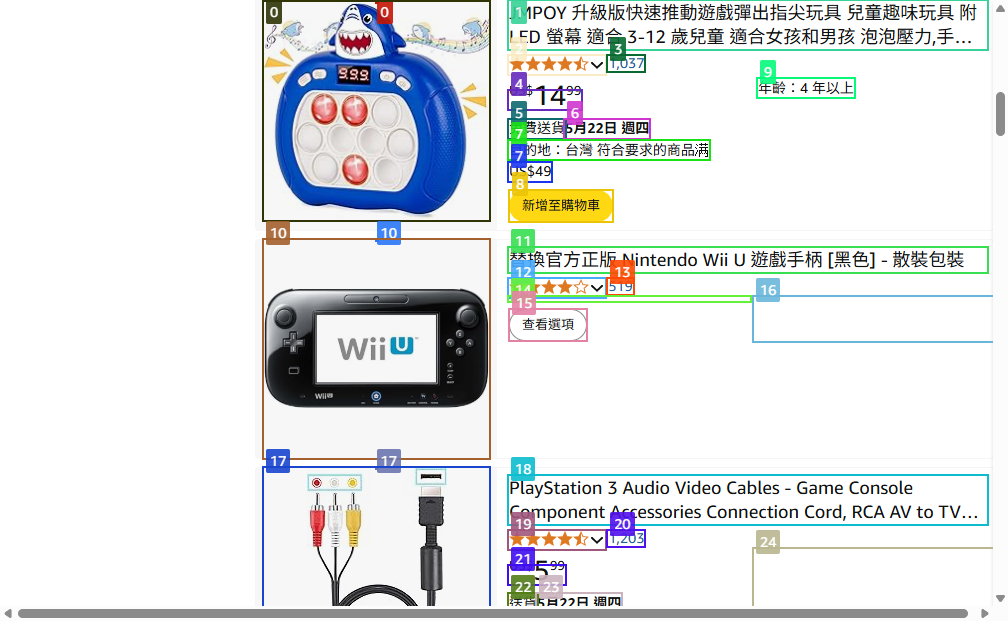 升級版快速推動遊戲彈出指尖玩具 兒童趣味玩具 附
LED 螢幕 適合 3-12 歲兒童 適合女孩和男孩 泡泡壓力,手…
1,037
14 99
年齡：4 年以上
送貨5月22日 週四
的地：台灣 符合要求的商品满
US$49
新增至購物車
999
替換官方正版 Nintendo Wii U 遊戲手柄 [黑色] - 散裝包裝
519
查看選項
Wii U
Wii U
PlayStation 3 Audio Video Cables - Game Console
Component Accessories Connection Cord, RCA AV to TV…
1,203
5 99
送貨5月22日 週四
0
0
1
3
4
5
6
7
7
8
9
10
10
11
12
13
14
15
16
17
17
18
19
20
21
22
23
24